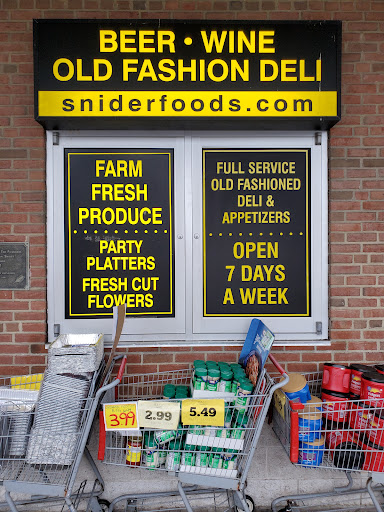 BEER • WINE
OLD FASHION DELI
sniderfoods.com
FARM
FRESH
PRODUCE
PARTY
PLATTERS
FRESH CUT
FLOWERS
FULL SERVICE
OLD FASHIONED
DELI &
APPETIZERS
OPEN
7 DAYS
A WEEK
3.99
2.99
5.49